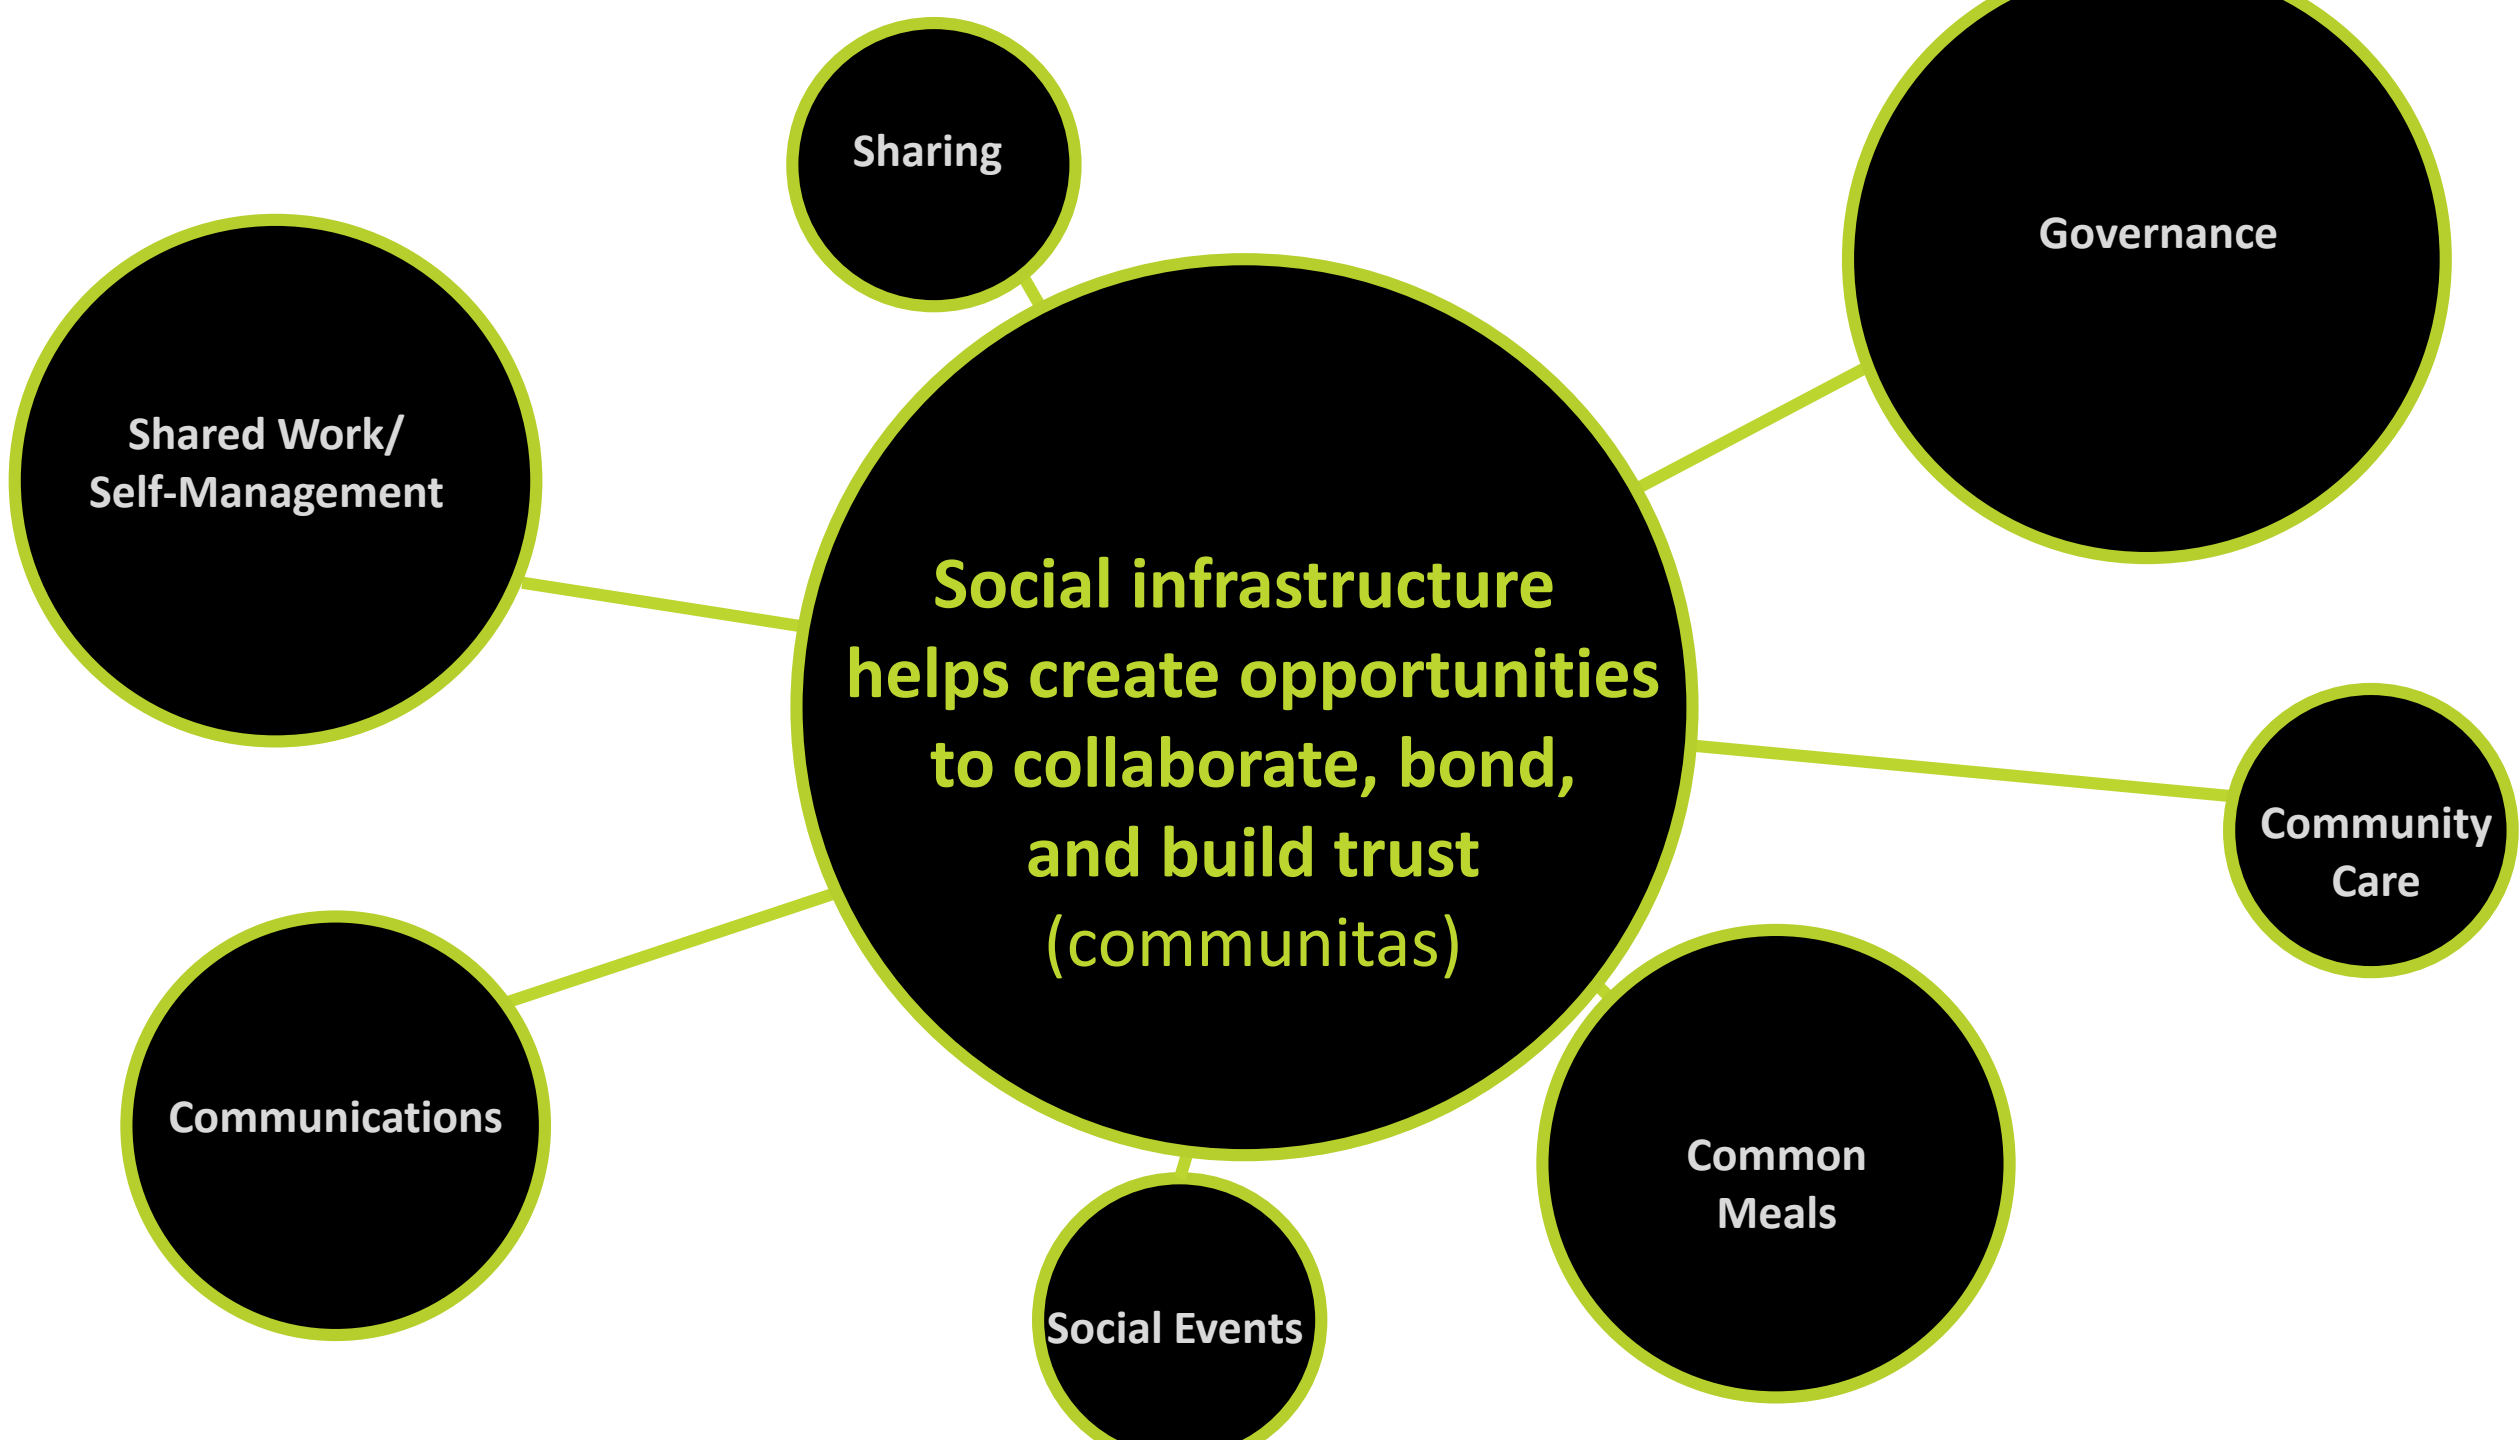 Sharing
Governance
Shared Work/
Self-Management
Social infrastructure
helps create opportunities
to collaborate, bond,
and build trust
(communitas)
Community
Care
Communications
Common
Meals
Social Events